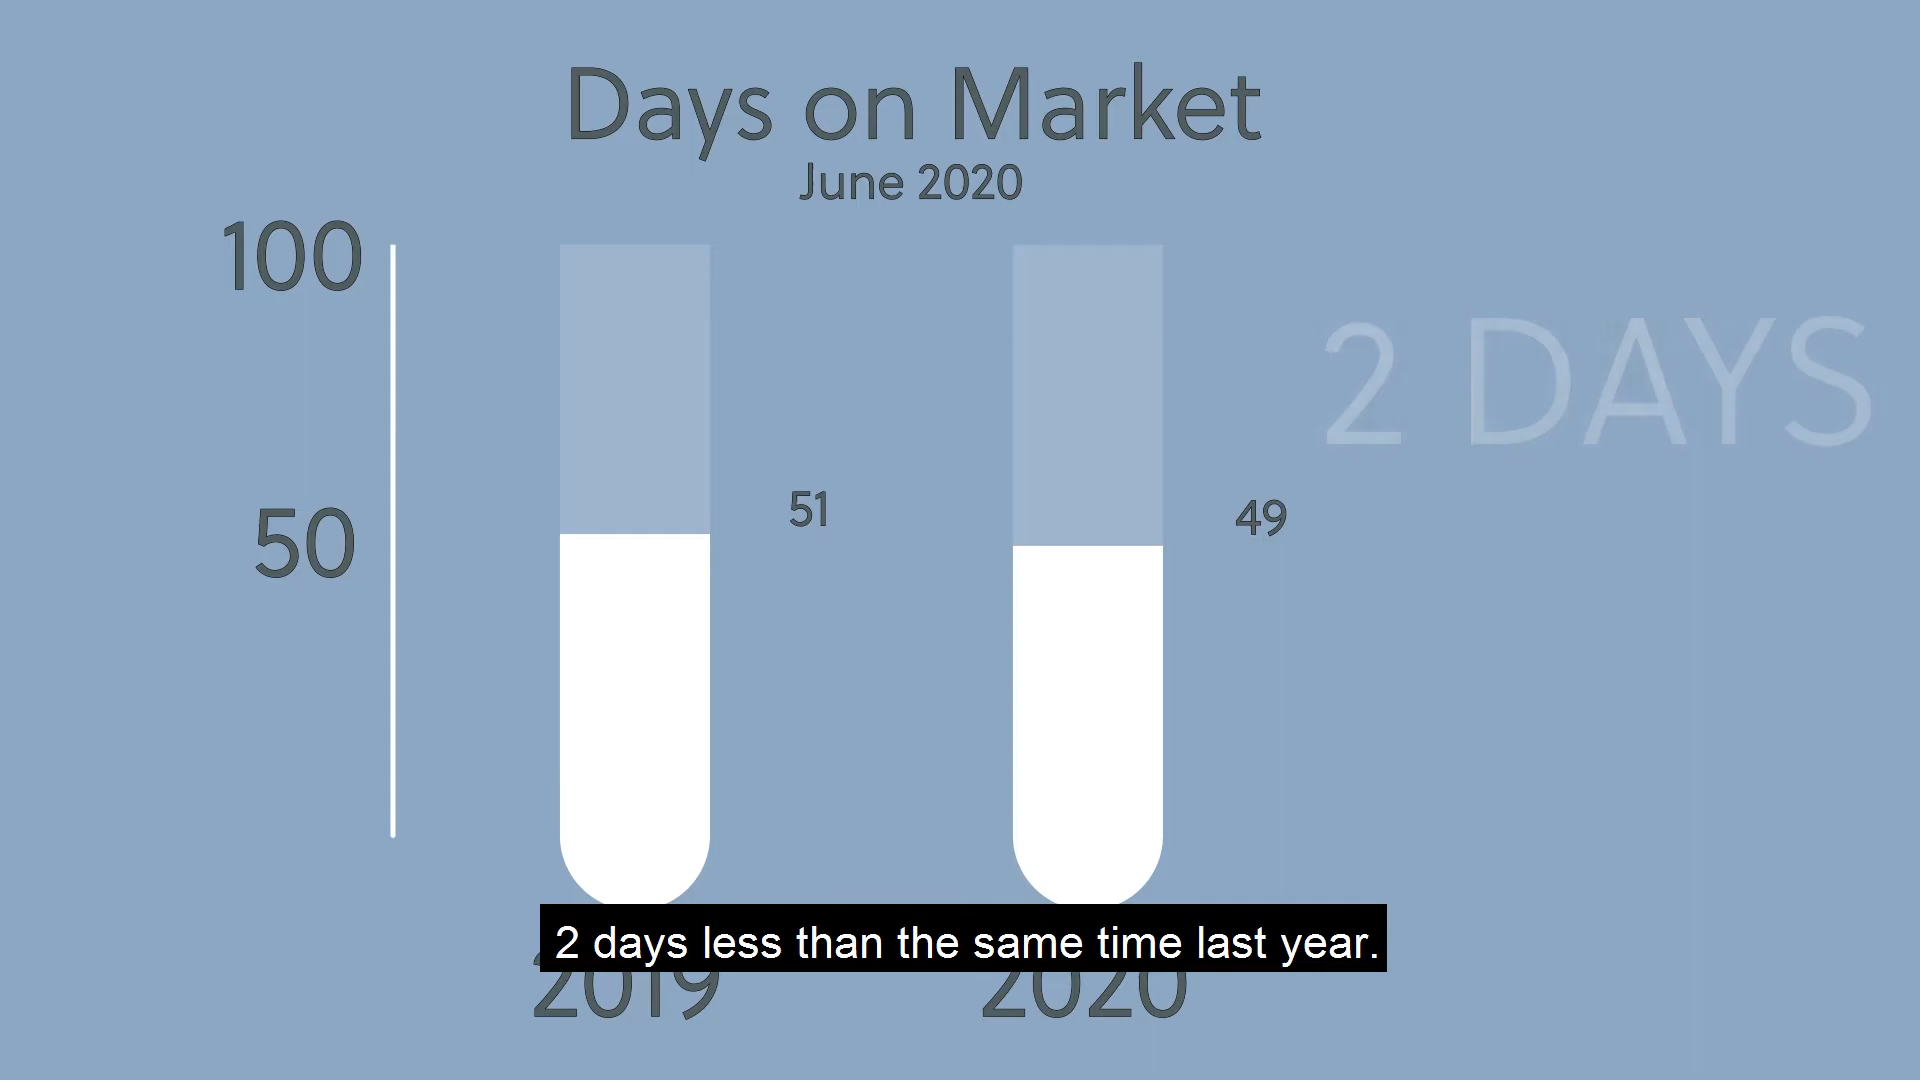 Days on Market
June 2020
100
2 DAYS
51
49
50
2 days less than the same time last year.
2019
2020